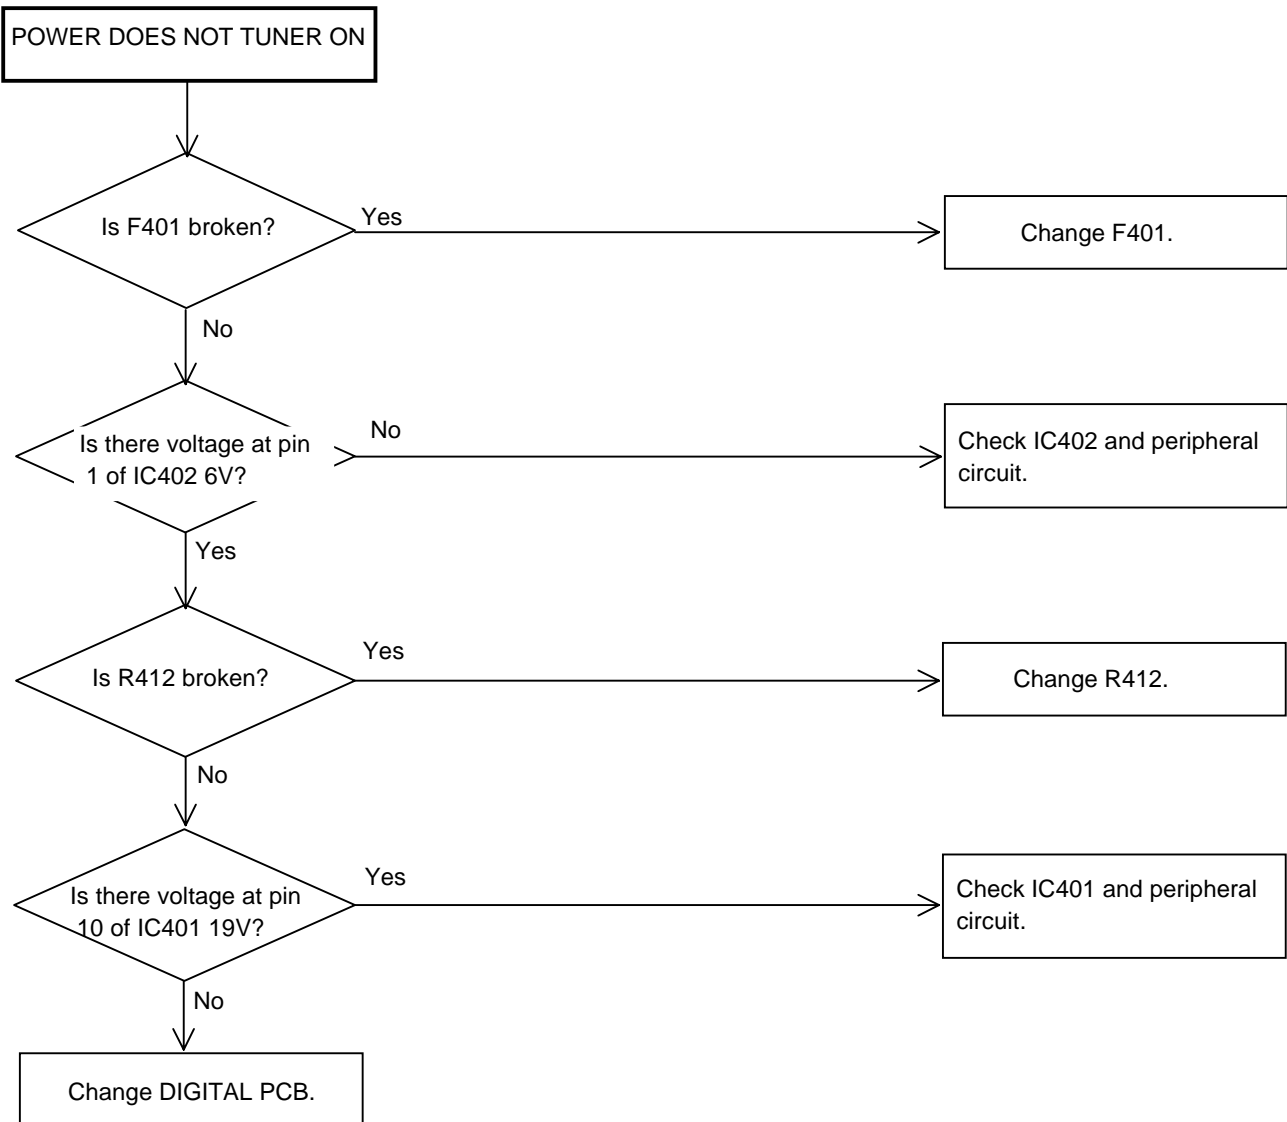 POWER DOES NOT TUNER ON
Is F401 broken?
Yes
Change F401.
No
Is there voltage at pin
1 of IC402 6V?
No
Check IC402 and peripheral
circuit.
Yes
Is R412 broken?
Yes
Change R412.
No
Is there voltage at pin
10 of IC401 19V?
Yes
Check IC401 and peripheral
circuit.
No
Change DIGITAL PCB.